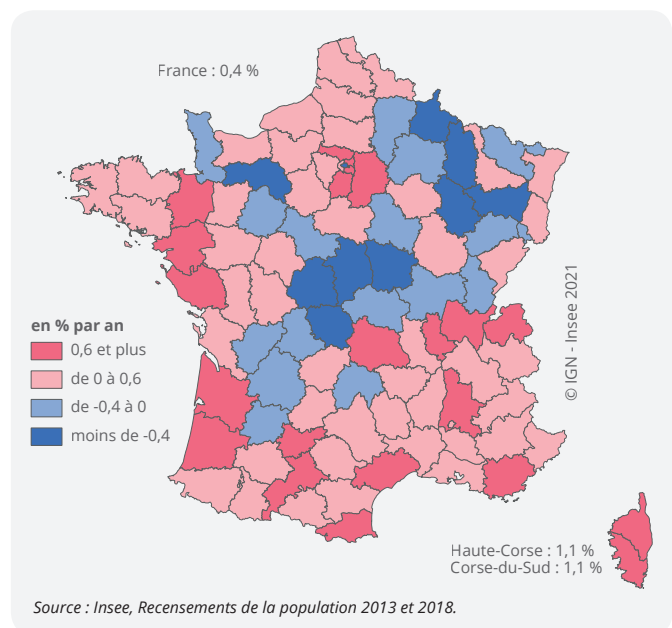 France : 0,4 %
en % par an
0,6 et plus
de 0 à 0,6
de -0,4 à 0
moins de -0,4
© IGN - Insee 2021
Haute-Corse : 1,1 %
Corse-du-Sud : 1,1 %
Source : Insee, Recensements de la population 2013 et 2018.